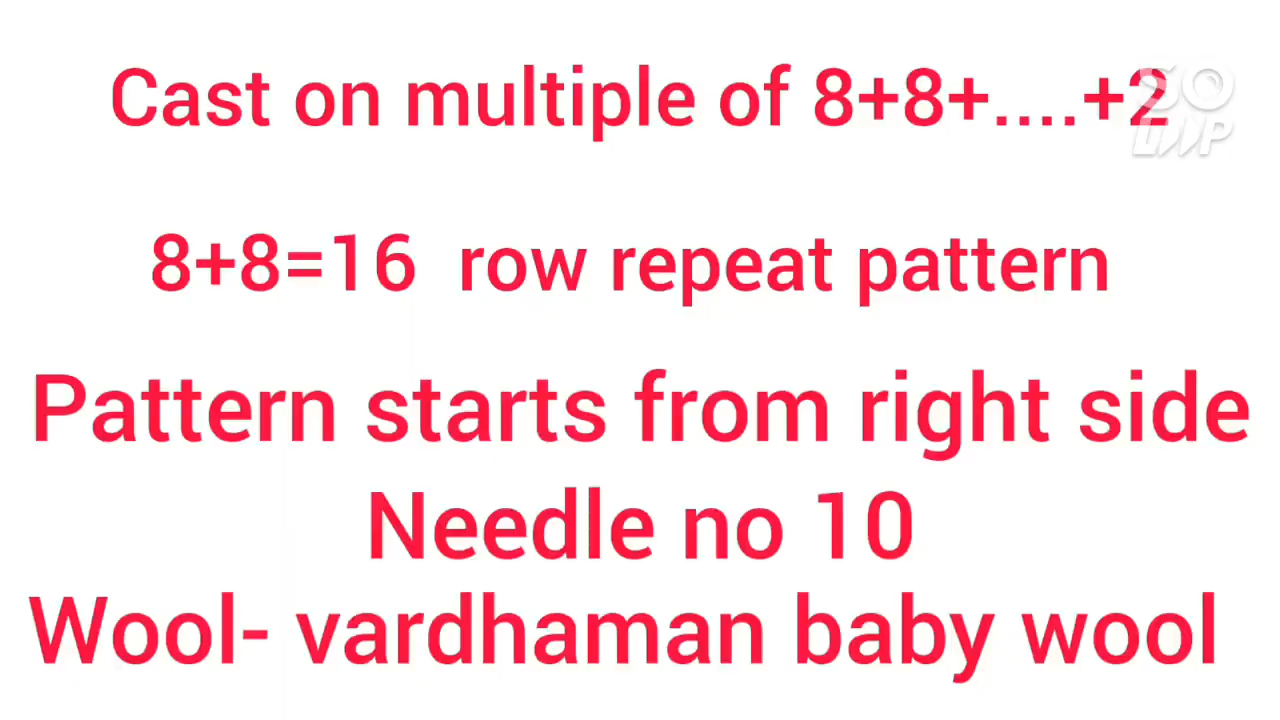 Cast on multiple of 8+8+....+2
8+8=16 row repeat pattern
Pattern starts from right side
Needle no 10
Wool- vardhaman baby wool